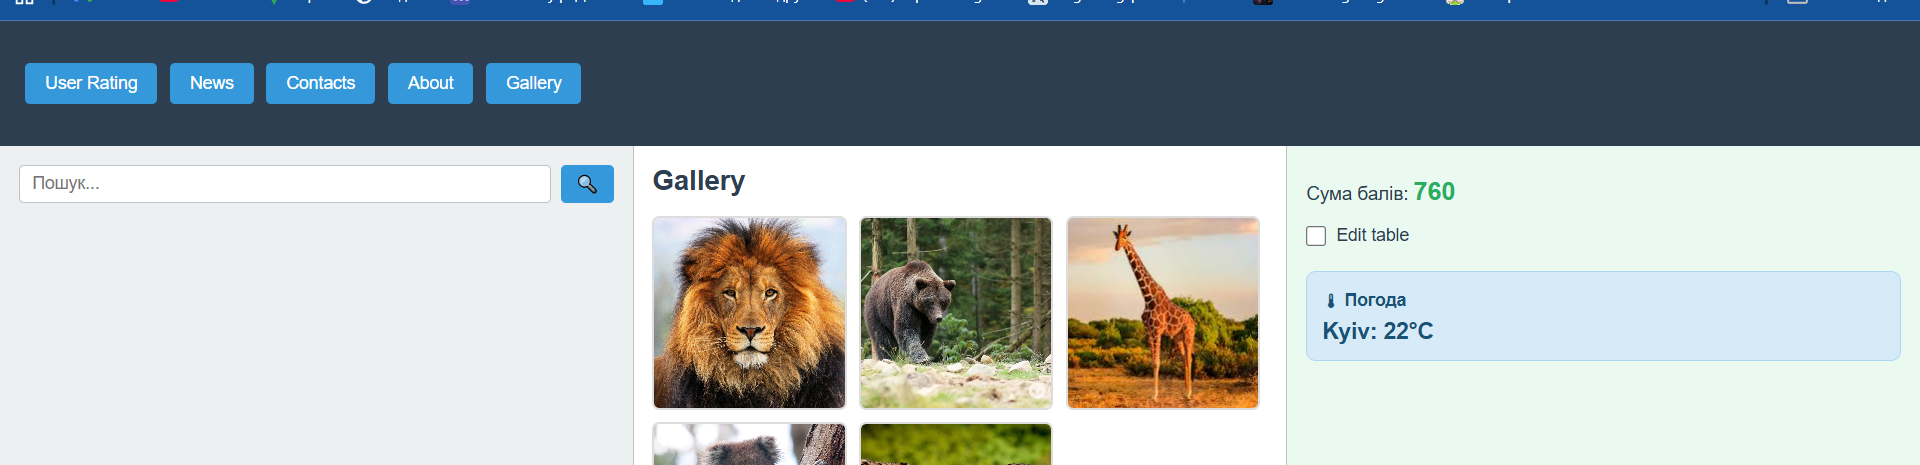 User Rating
News
Contacts
About
Gallery
Пошук...
Gallery
Сума балів: 760
Edit table
Погода
Kyiv: 22°C